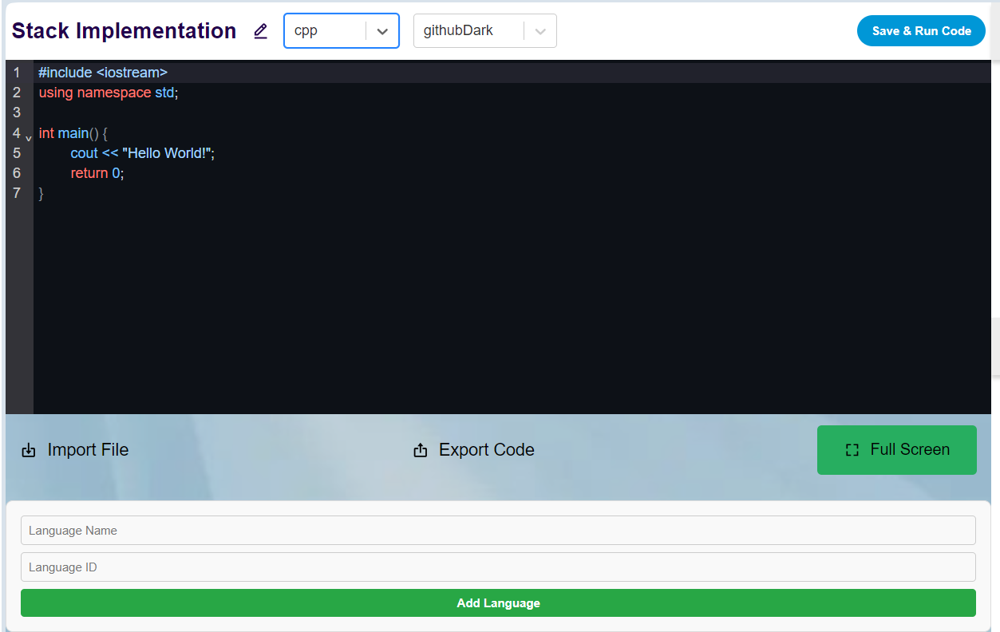 Stack Implementation cpp githubDark Save & Run Code
1 #include <iostream>
2 using namespace std;
3
4 int main() {
5 cout << "Hello World!";
6 return 0;
7 }
Import File Export Code Full Screen
Language Name
Language ID
Add Language